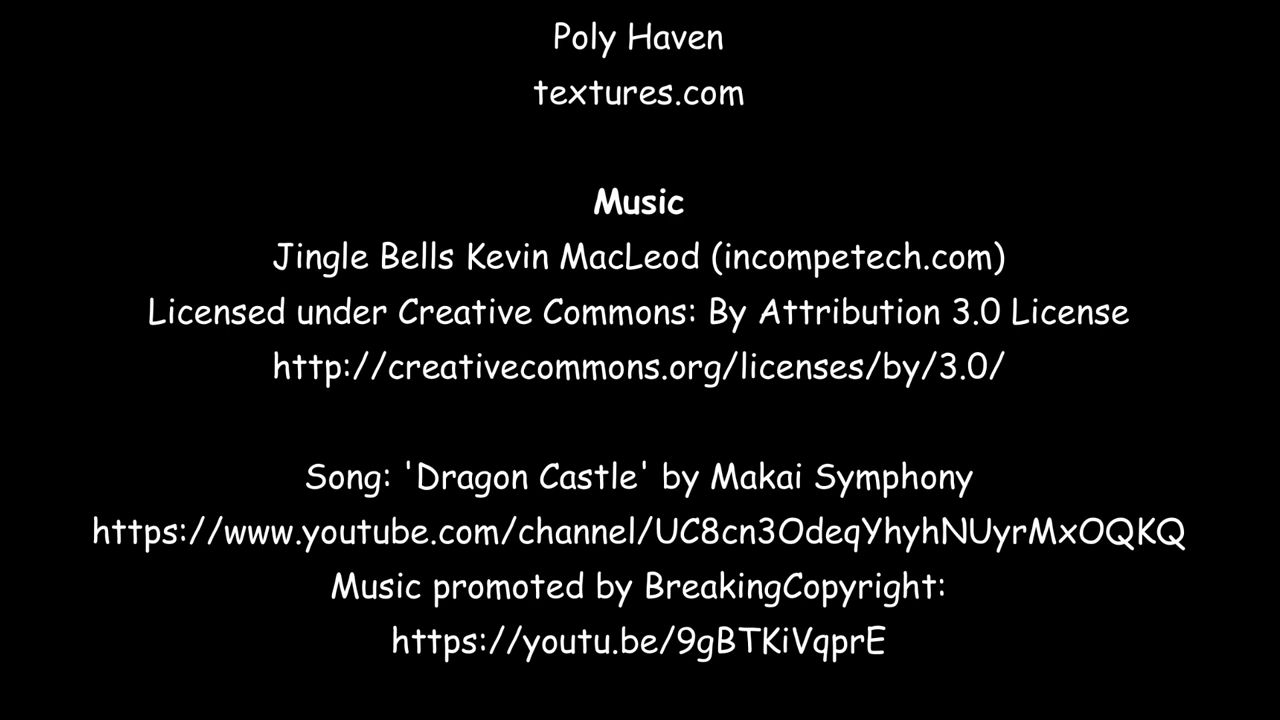 Poly Haven
textures.com
Music
Jingle Bells Kevin MacLeod (incompetech.com)
Licensed under Creative Commons: By Attribution 3.0 License
http://creativecommons.org/licenses/by/3.0/
Song: 'Dragon Castle' by Makai Symphony
https://www.youtube.com/channel/UC8cn3OdeqYhyhNUyrMxOQKQ
Music promoted by BreakingCopyright:
https://youtu.be/9gBTKiVqprE